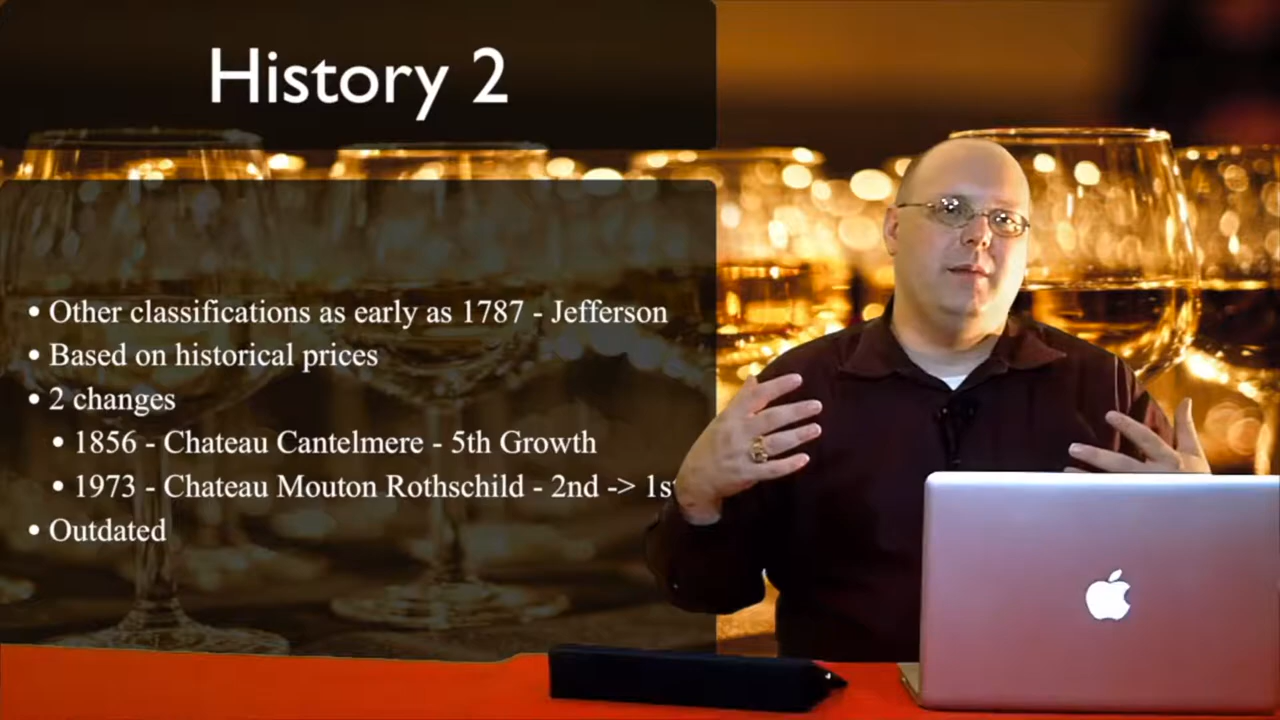 History 2
• Other classifications as early as 1787 - Jefferson
• Based on historical prices
• 2 changes
• 1856 - Chateau Cantelmere - 5th Growth
• 1973 - Chateau Mouton Rothschild - 2nd -> 1s
• Outdated